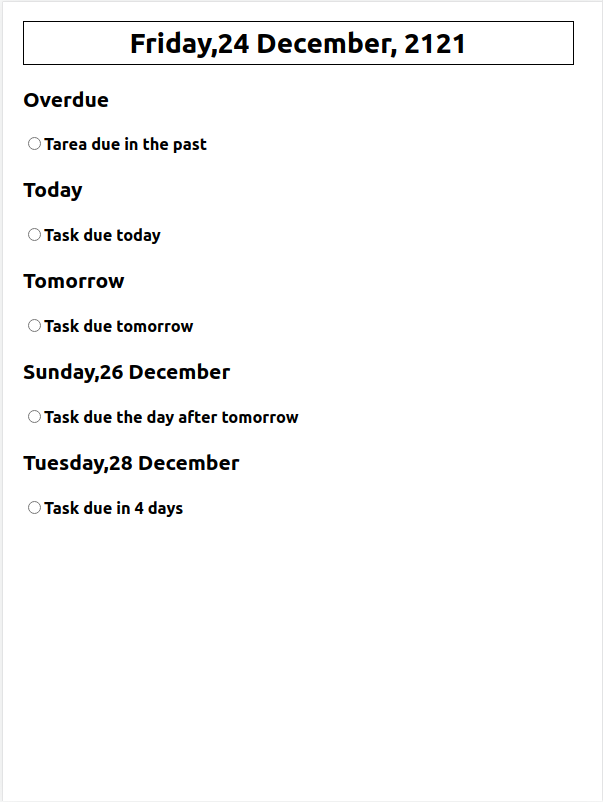 Friday,24 December, 2121
Overdue
Tarea due in the past
Today
Task due today
Tomorrow
Task due tomorrow
Sunday,26 December
Task due the day after tomorrow
Tuesday,28 December
Task due in 4 days